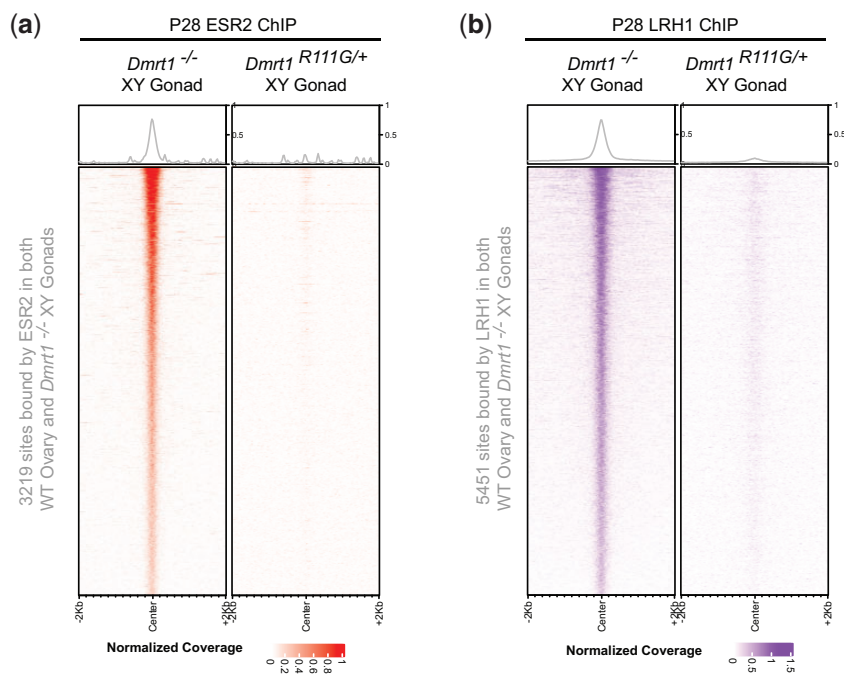 (a)
P28 ESR2 ChIP
Dmrt1 -/-
XY Gonad
Dmrt1 R111G/+
XY Gonad
1
0.5
0
1
0.5
0
3219 sites bound by ESR2 in both
WT Ovary and Dmrt1 -/- XY Gonads
-2Kb
Center
+2Kb
-2Kb
Center
+2Kb
Normalized Coverage
0
0.2
0.4
0.6
0.8
1
(b)
P28 LRH1 ChIP
Dmrt1 -/-
XY Gonad
Dmrt1 R111G/+
XY Gonad
1
0.5
0
1
0.5
0
5451 sites bound by LRH1 in both
WT Ovary and Dmrt1 -/- XY Gonads
-2Kb
Center
+2Kb
-2Kb
Center
+2Kb
Normalized Coverage
0
0.5
1
1.5